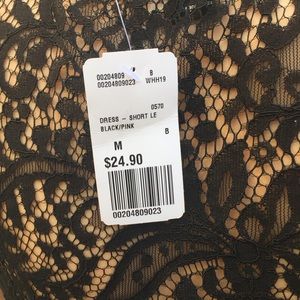 00204809 B
00204809023 WHH19
0570
DRESS – SHORT LE
BLACK/PINK
B
M
$24.90
00204809023